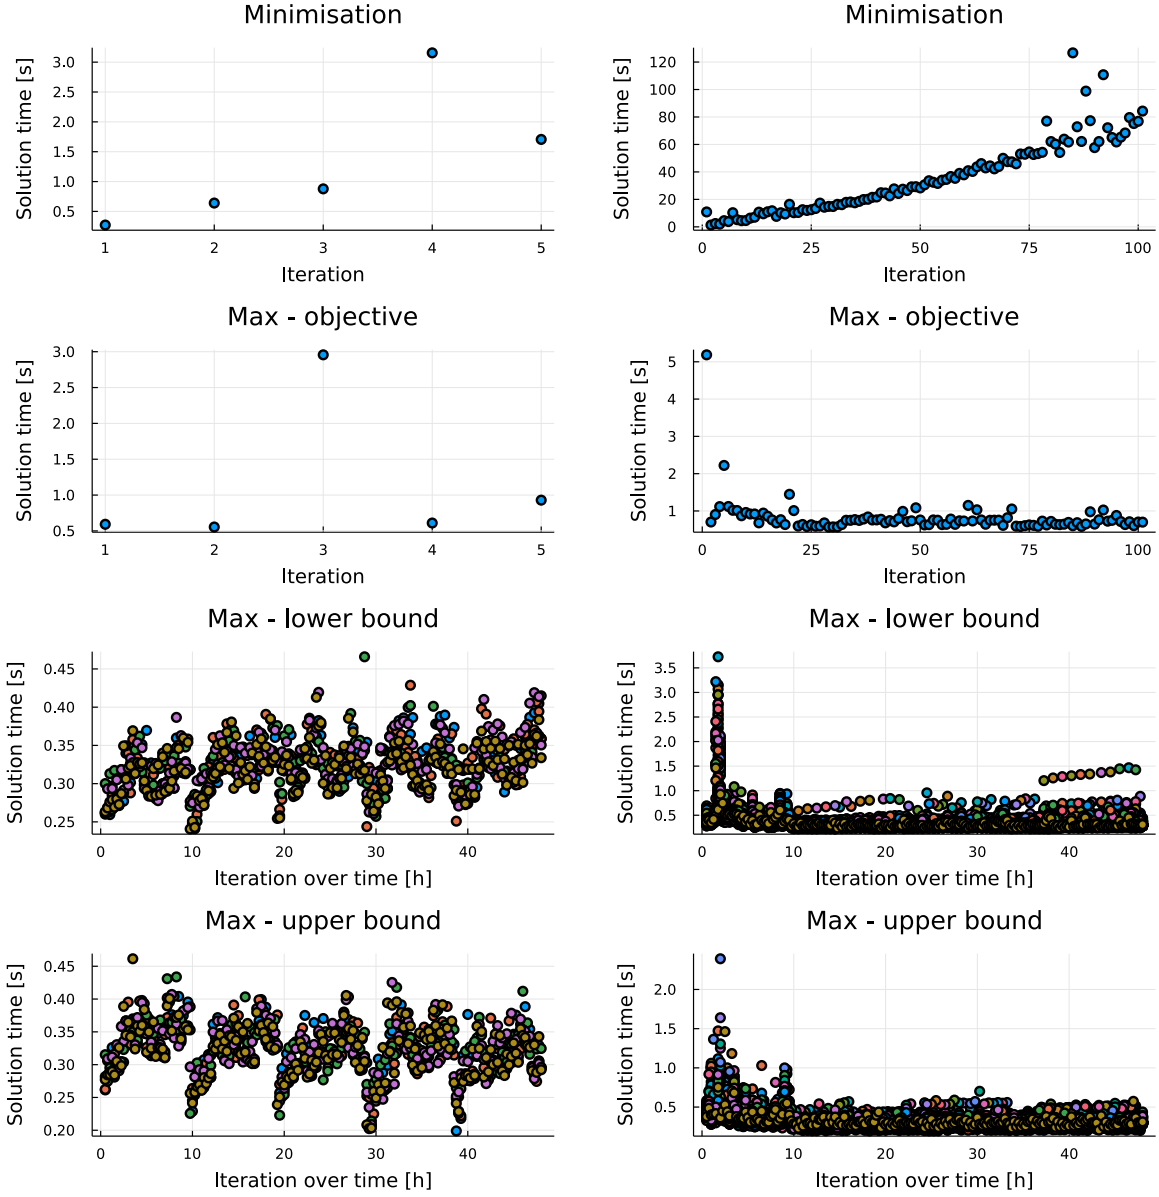 Minimisation
Solution time [s]
3.0
2.5
2.0
1.5
1.0
0.5
1 2 3 4 5
Iteration
Minimisation
Solution time [s]
120
100
80
60
40
20
0
0 25 50 75 100
Iteration
Max - objective
Solution time [s]
3.0
2.5
2.0
1.5
1.0
0.5
1 2 3 4 5
Iteration
Max - objective
Solution time [s]
5
4
3
2
1
0 25 50 75 100
Iteration
Max - lower bound
Solution time [s]
0.45
0.40
0.35
0.30
0.25
0 10 20 30 40
Iteration over time [h]
Max - lower bound
Solution time [s]
3.5
3.0
2.5
2.0
1.5
1.0
0.5
0 10 20 30 40
Iteration over time [h]
Max - upper bound
Solution time [s]
0.45
0.40
0.35
0.30
0.25
0.20
0 10 20 30 40
Iteration over time [h]
Max - upper bound
Solution time [s]
2.0
1.5
1.0
0.5
0 10 20 30 40
Iteration over time [h]